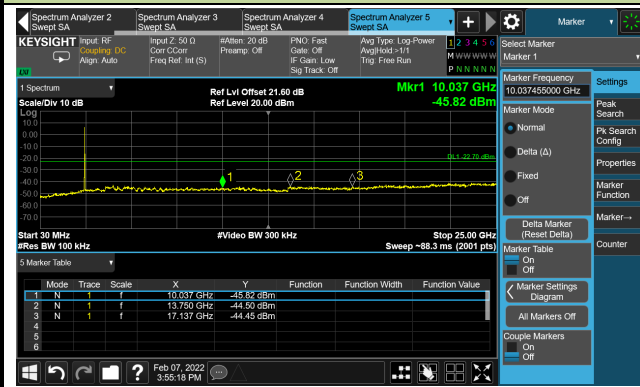 Spectrum Analyzer 2
Swept SA
Spectrum Analyzer 3
Swept SA
Spectrum Analyzer 4
Swept SA
Spectrum Analyzer 5
Swept SA
Marker
KEYSIGHT
Input: RF
Coupling: DC
Align: Auto
Input Z: 50 Ω
Corr CCorr
Freq Ref: Int (S)
#Atten: 20 dB
Preamp: Off
PNO: Fast
Gate: Off
IF Gain: Low
Sig Track: Off
Avg Type: Log-Power
Avg|Hold:>1/1
Trig: Free Run
1 2 3 4 5 6
M W W W W W
P N N N N N
LXI
1 Spectrum
Scale/Div 10 dB
Ref Lvl Offset 21.60 dB
Ref Level 20.00 dBm
Mkr1 10.037 GHz
-45.82 dBm
Log
10.0
0.00
-10.0
-20.0
-30.0
-40.0
-50.0
-60.0
-70.0
DL1 -22.70 dBm
1
2
3
Start 30 MHz
#Res BW 100 kHz
#Video BW 300 kHz
Stop 25.00 GHz
Sweep ~88.3 ms (2001 pts)
5 Marker Table
Mode Trace Scale X Y Function Function Width Function Value
1 N 1 f 10.037 GHz -45.82 dBm
2 N 1 f 13.750 GHz -44.50 dBm
3 N 1 f 17.137 GHz -44.45 dBm
4
5
6
Feb 07, 2022
3:55:18 PM
Select Marker
Marker 1
Marker Frequency
10.037455000 GHz
Marker Mode
Normal
Delta (Δ)
Fixed
Off
Delta Marker
(Reset Delta)
Marker Table
On
Off
Marker Settings
Diagram
All Markers Off
Couple Markers
On
Off
Settings
Peak
Search
Pk Search
Config
Properties
Marker
Function
Marker→
Counter